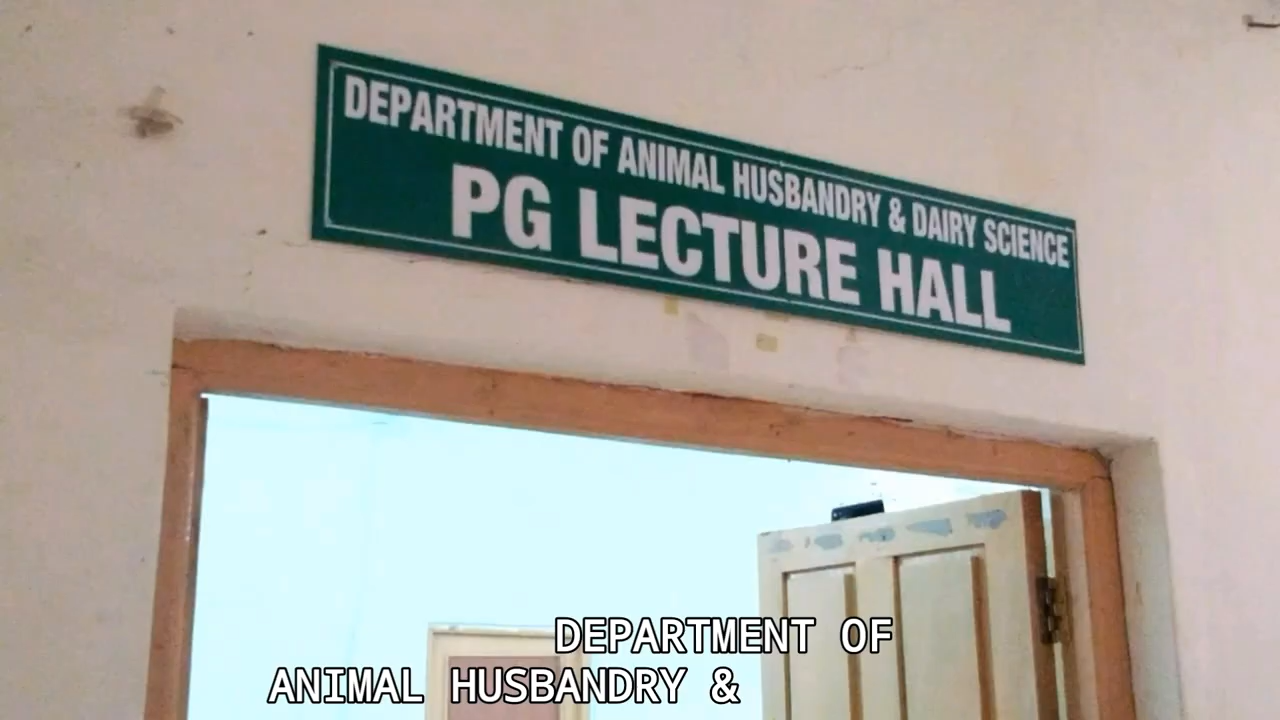 DEPARTMENT OF ANIMAL HUSBANDRY & DAIRY SCIENCE
PG LECTURE HALL
DEPARTMENT OF
ANIMAL HUSBANDRY &